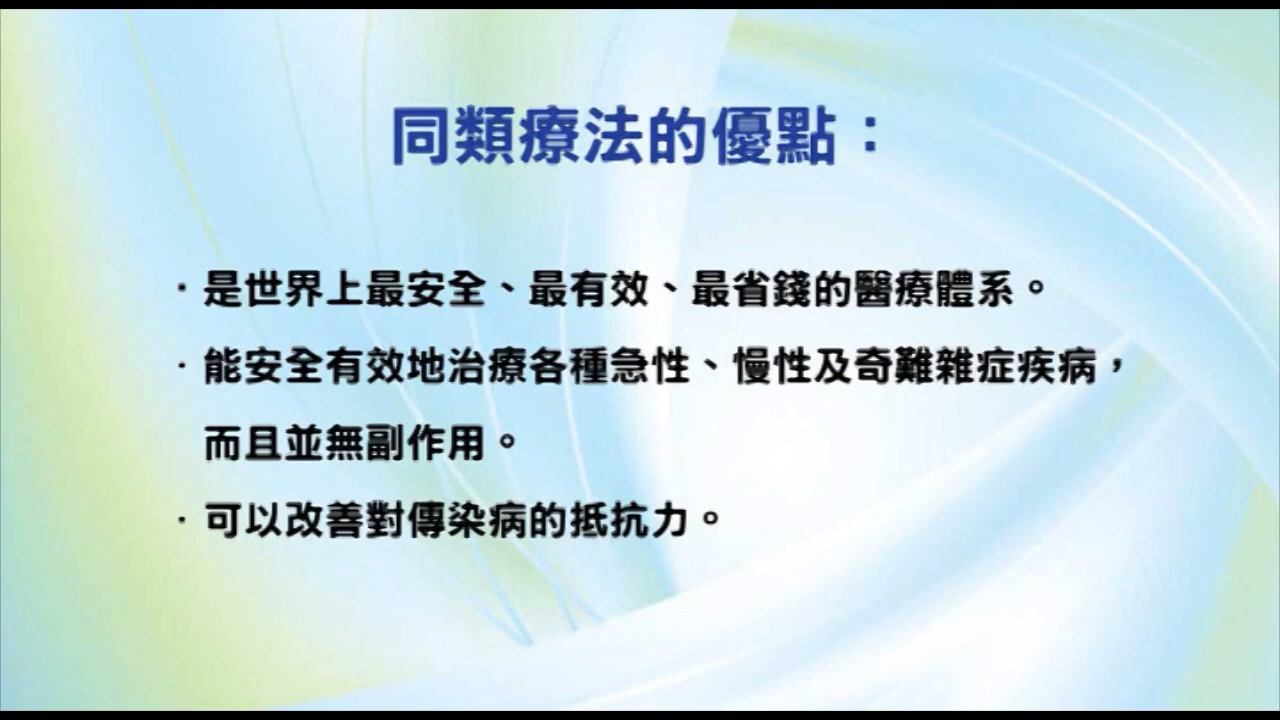 同類療法的優點：
·是世界上最安全、最有效、最省錢的醫療體系。
·能安全有效地治療各種急性、慢性及奇難雜症疾病，
而且並無副作用。
·可以改善對傳染病的抵抗力。